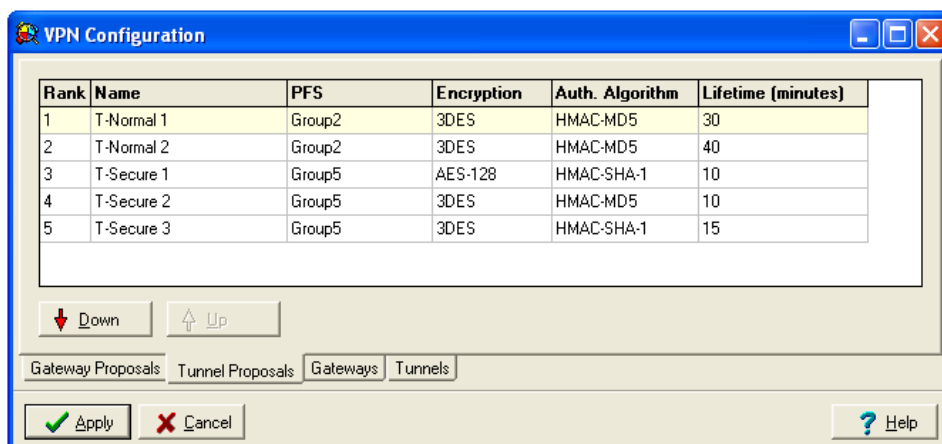 VPN Configuration
Rank Name PFS Encryption Auth. Algorithm Lifetime (minutes)
1 T-Normal 1 Group2 3DES HMAC-MD5 30
2 T-Normal 2 Group2 3DES HMAC-MD5 40
3 T-Secure 1 Group5 AES-128 HMAC-SHA-1 10
4 T-Secure 2 Group5 3DES HMAC-MD5 10
5 T-Secure 3 Group5 3DES HMAC-SHA-1 15
Down Up
Gateway Proposals Tunnel Proposals Gateways Tunnels
Apply Cancel Help